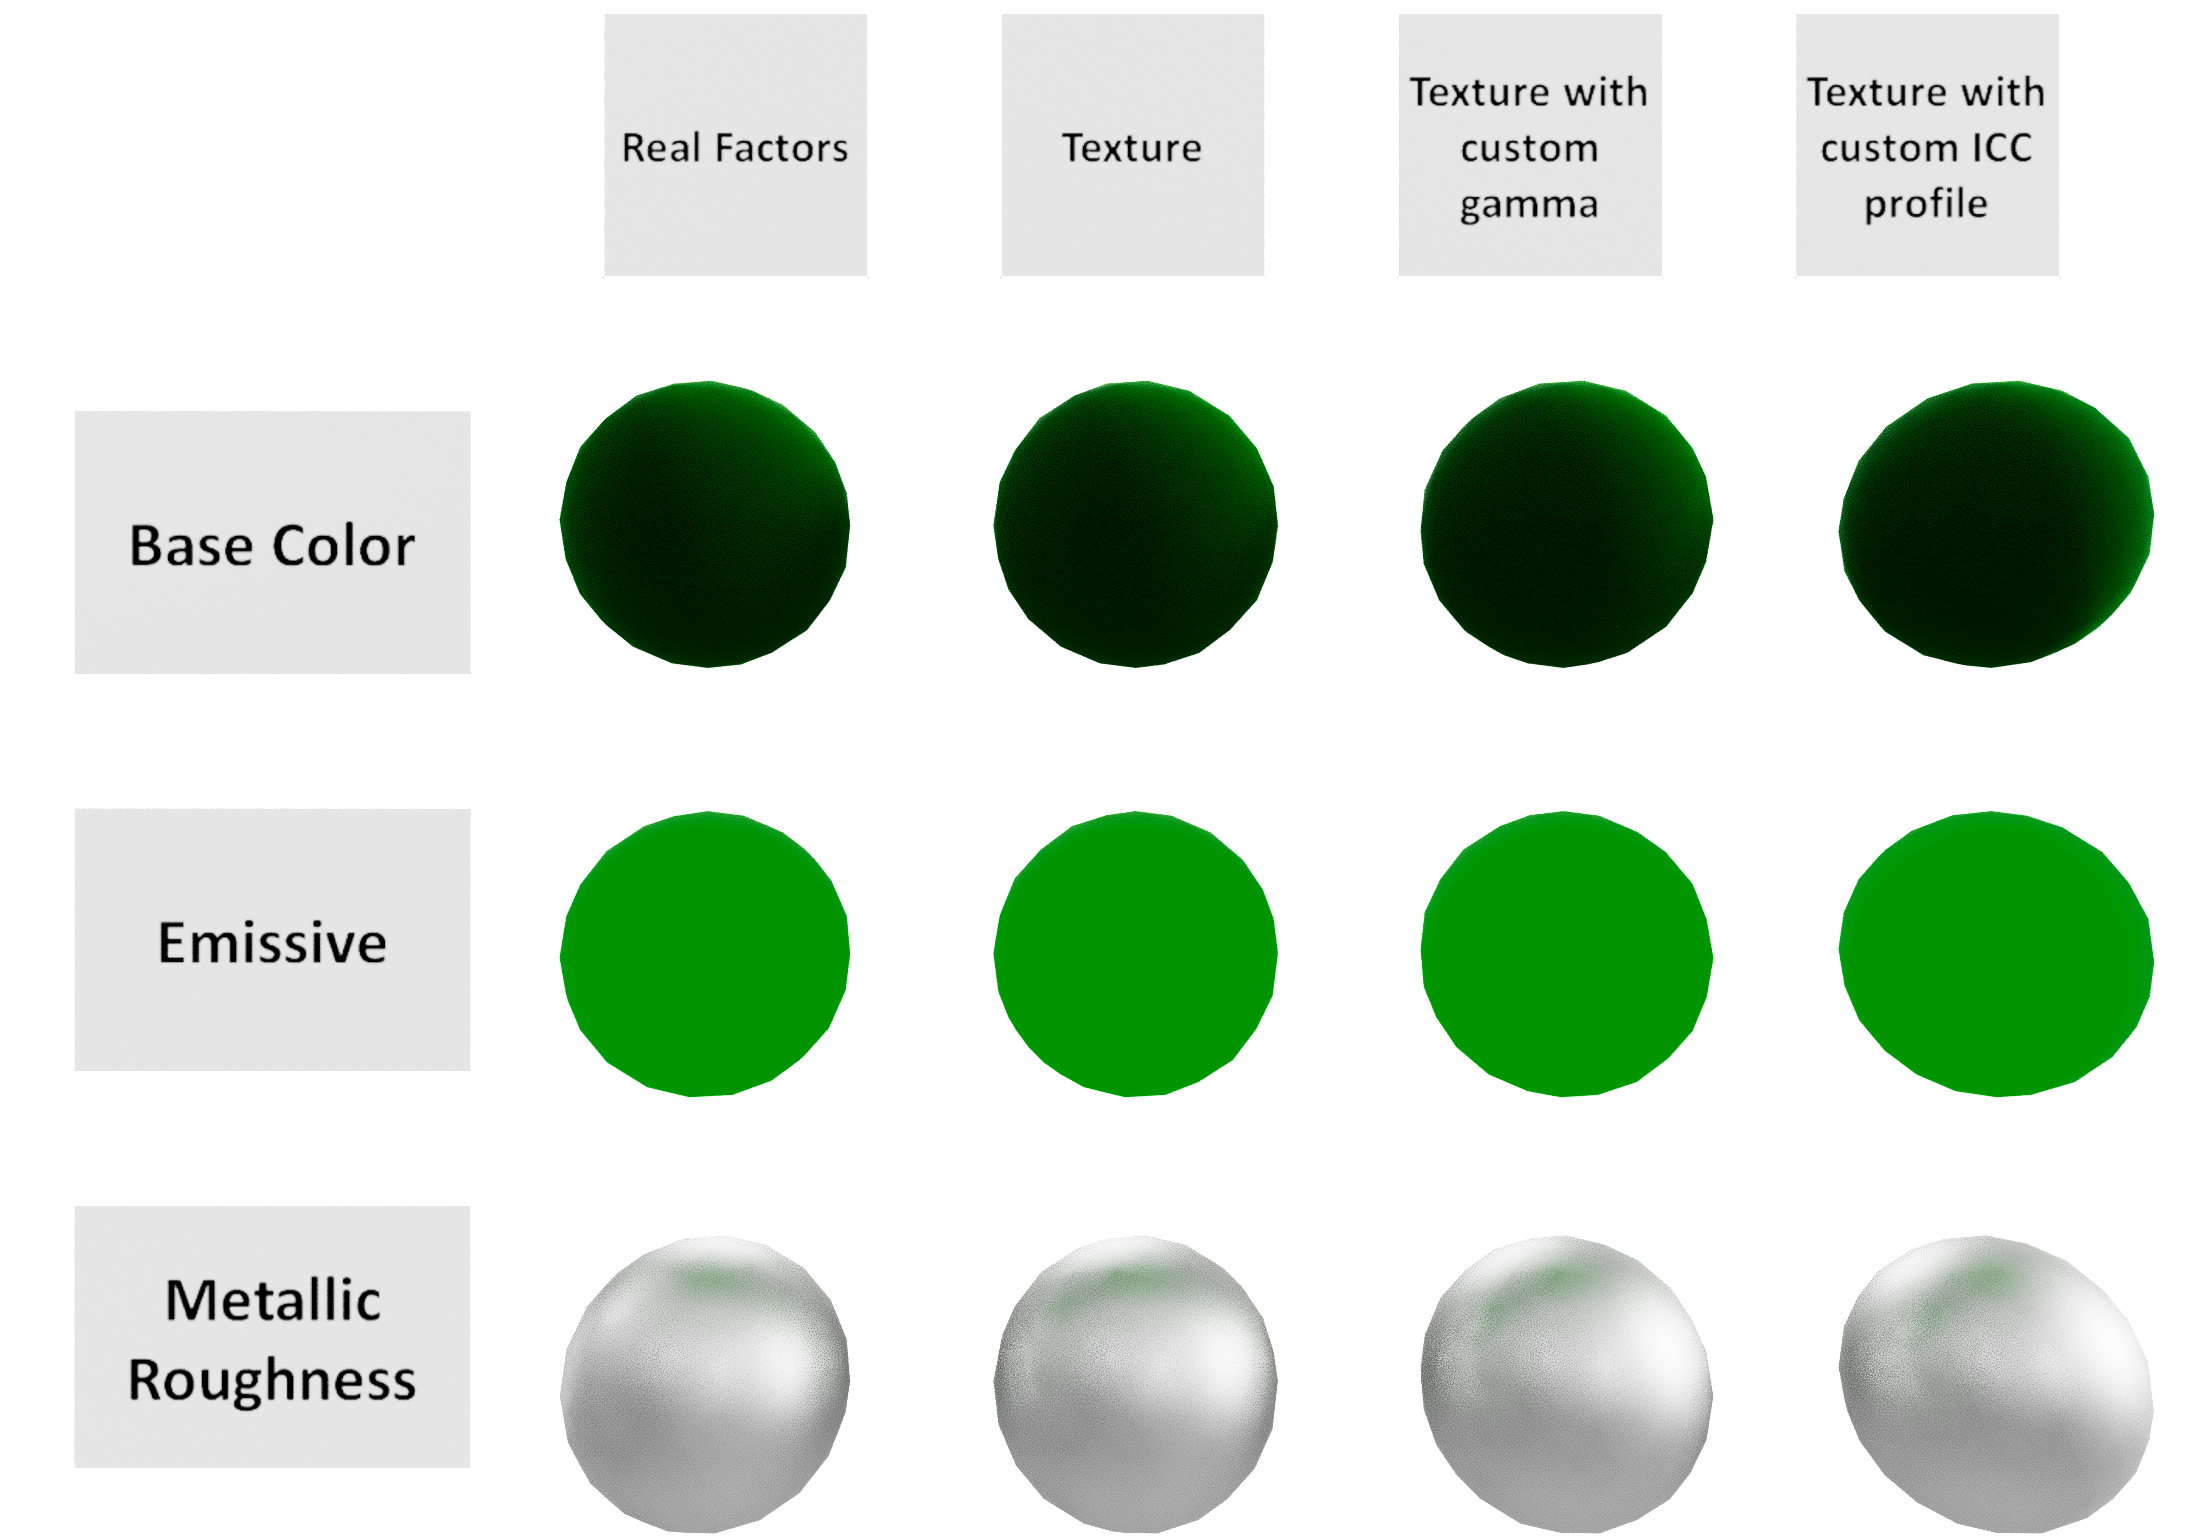 Real Factors
Texture
Texture with
custom
gamma
Texture with
custom ICC
profile
Base Color
Emissive
Metallic
Roughness